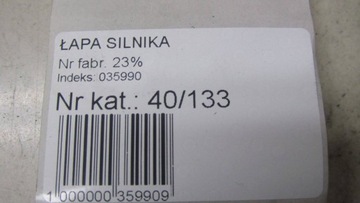 ŁAPA SILNIKA
Nr fabr. 23%
Indeks: 035990
Nr kat.: 40/133
1 000000 359909